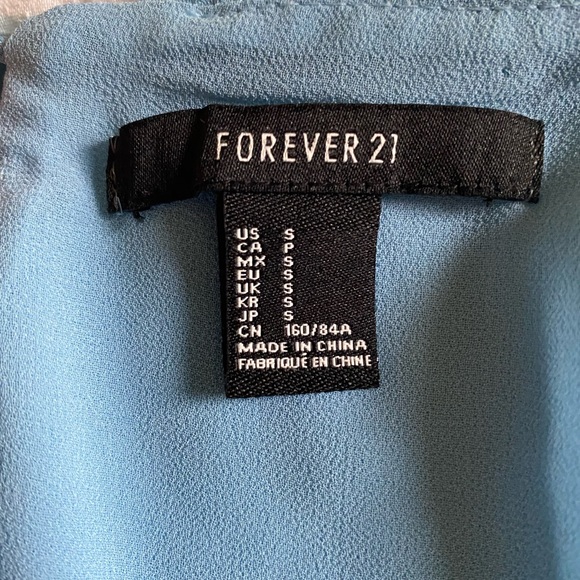 FOREVER 21
US S
CA P
MX S
EU S
UK S
KR S
JP S
CN 160/84A
MADE IN CHINA
FABRIQUÉ EN CHINE